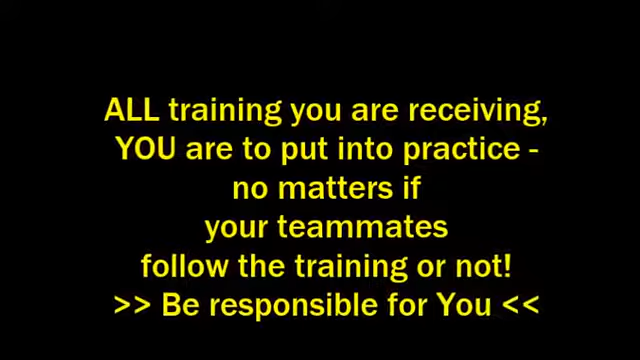 ALL training you are receiving,
YOU are to put into practice -
no matters if
your teammates
follow the training or not!
>> Be responsible for You <<